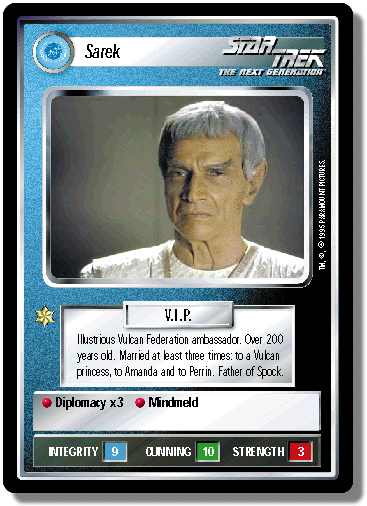 Sarek
STAR TREK
THE NEXT GENERATION
TM, ©, ® 1995 PARAMOUNT PICTURES.
V.I.P.
Illustrious Vulcan Federation ambassador. Over 200
years old. Married at least three times: to a Vulcan
princess, to Amanda and to Perrin. Father of Spock.
Diplomacy x3 Mindmeld
INTEGRITY 9 CUNNING 10 STRENGTH 3